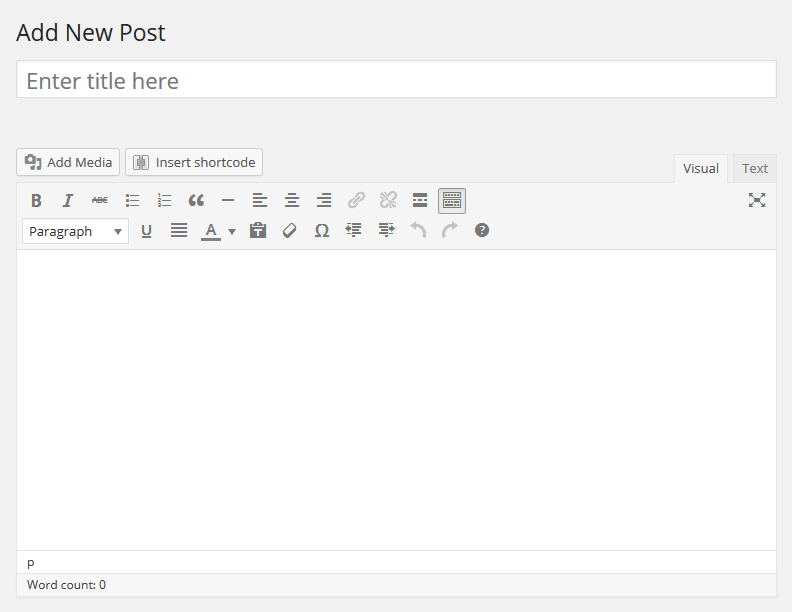 Add New Post
Enter title here
Add Media Insert shortcode
Visual Text
B I ABC
Paragraph U A T Ω ?
p
Word count: 0